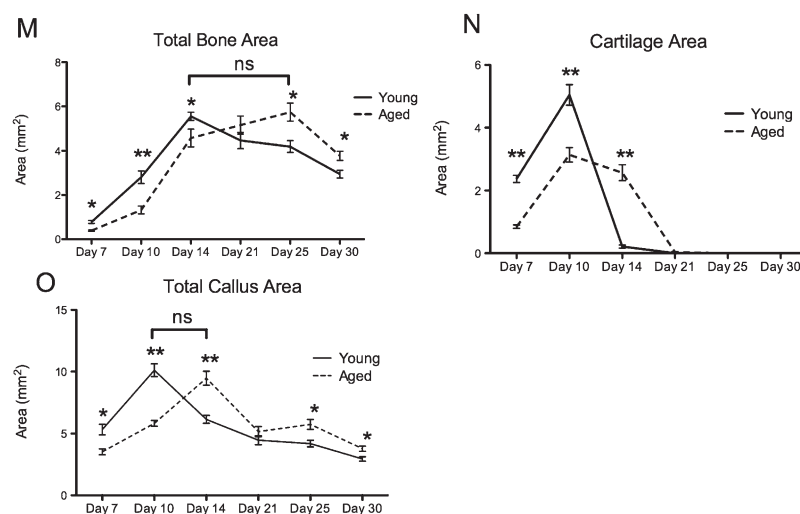 M
Total Bone Area
ns
8
6
4
2
0
Area (mm²)
* ** * * *
Young
Aged
Day 7 Day 10 Day 14 Day 21 Day 25 Day 30
N
Cartilage Area
6
4
2
0
Area (mm²)
** ** **
Young
Aged
Day 7 Day 10 Day 14 Day 21 Day 25 Day 30
O
Total Callus Area
ns
15
10
5
0
Area (mm²)
* ** ** * *
Young
Aged
Day 7 Day 10 Day 14 Day 21 Day 25 Day 30